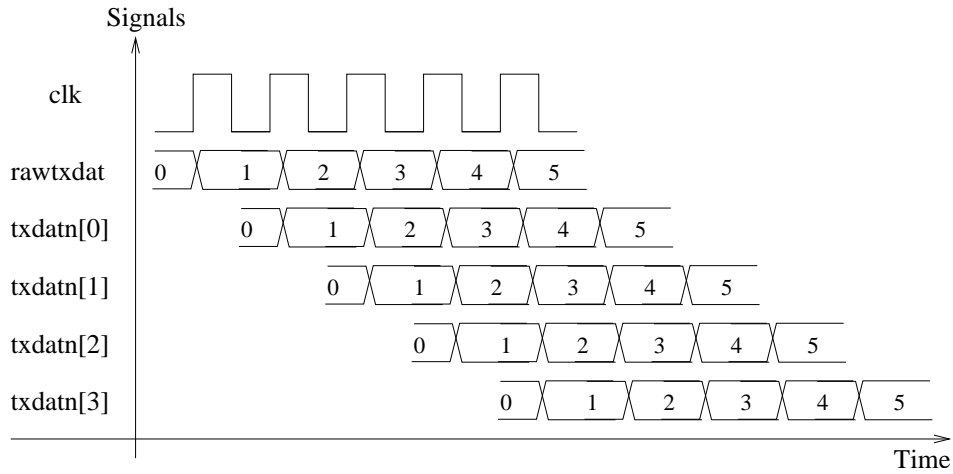 Signals
clk
rawtxdat 0 1 2 3 4 5
txdatn[0] 0 1 2 3 4 5
txdatn[1] 0 1 2 3 4 5
txdatn[2] 0 1 2 3 4 5
txdatn[3] 0 1 2 3 4 5
Time